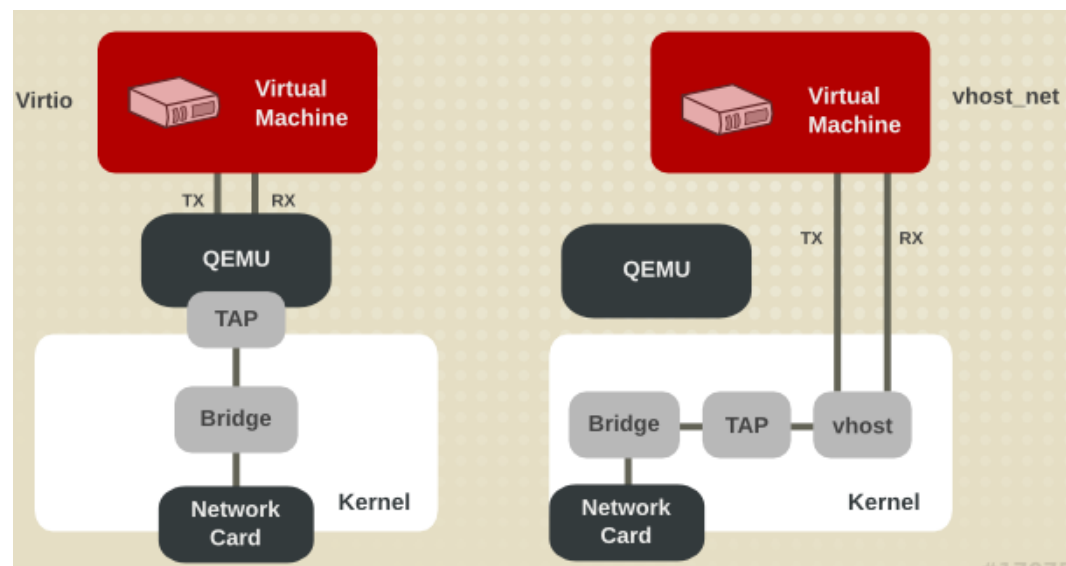 Virtio
Virtual
Machine
TX
RX
QEMU
TAP
Bridge
Network
Card
Kernel
Virtual
Machine
vhost_net
TX
RX
QEMU
Bridge
TAP
vhost
Network
Card
Kernel